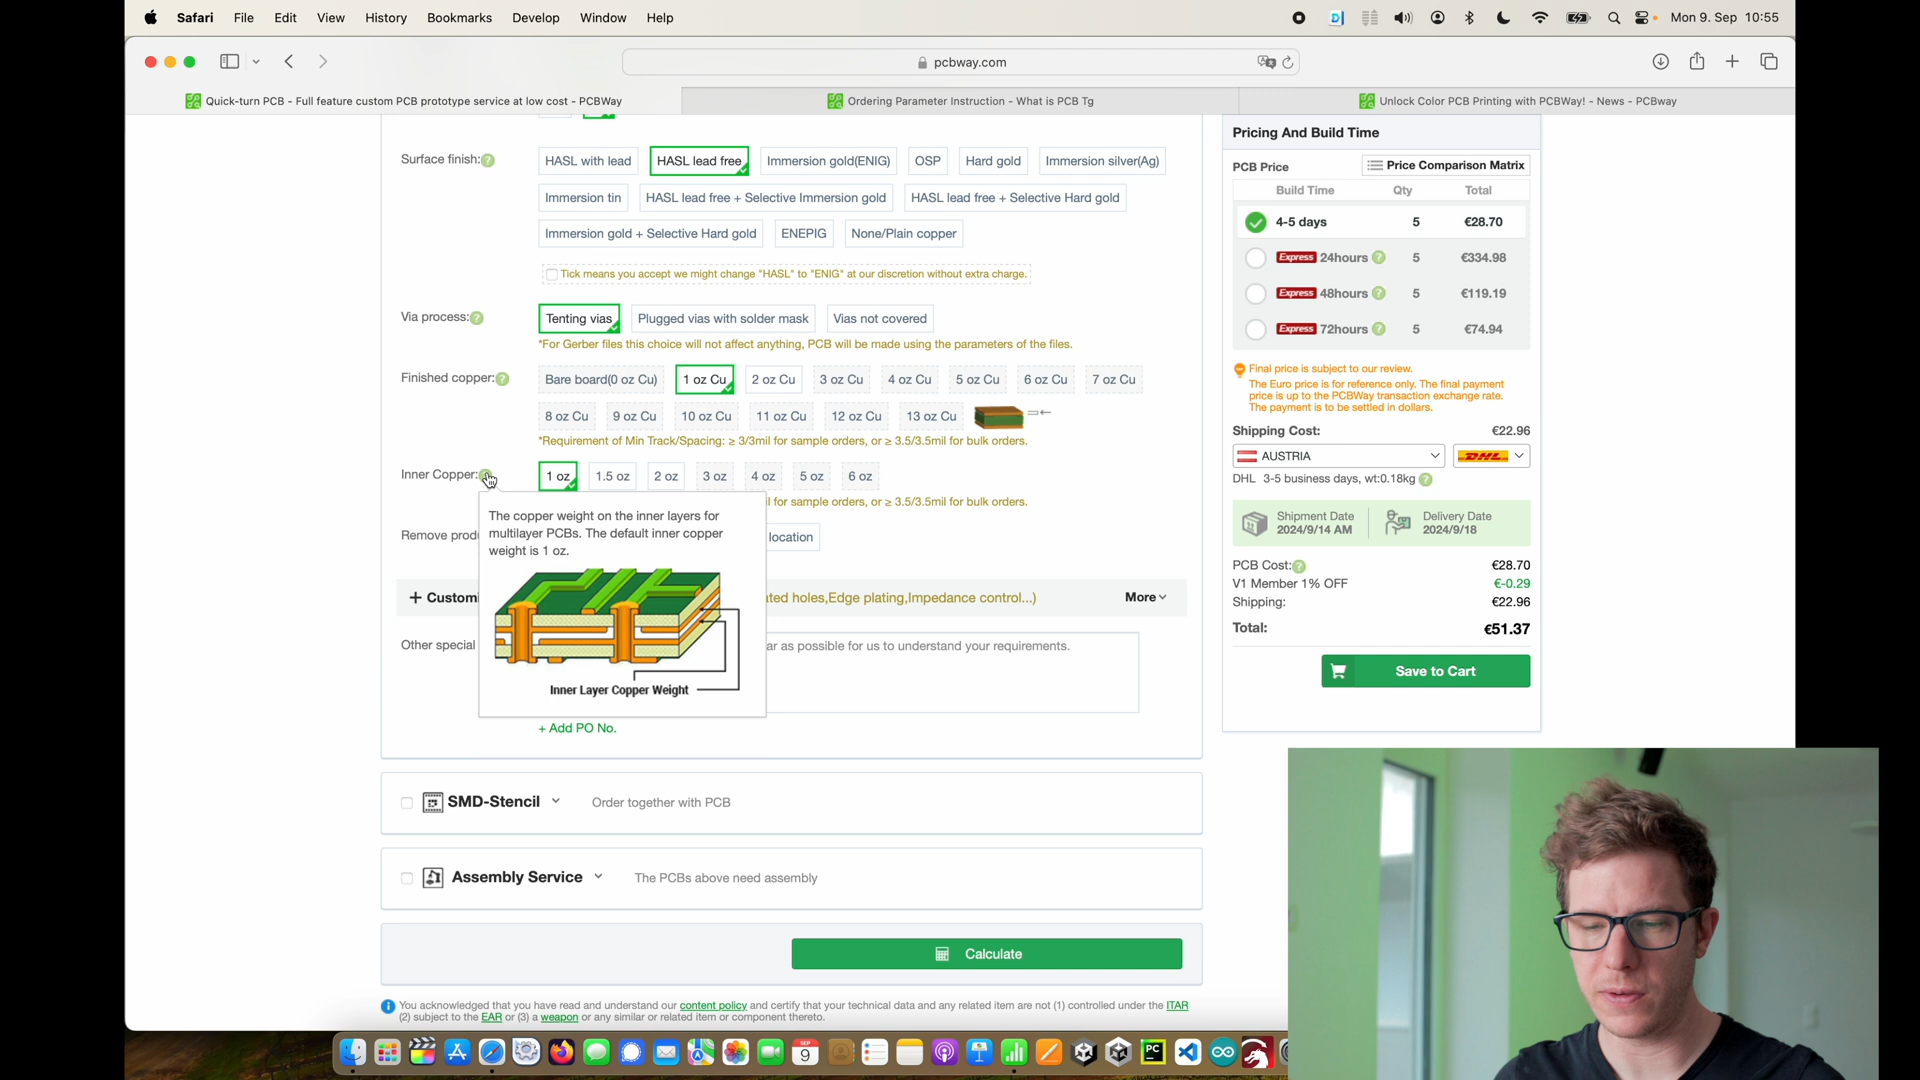 Safari File Edit View History Bookmarks Develop Window Help
Mon 9. Sep 10:55
pcbway.com
Quick-turn PCB - Full feature custom PCB prototype service at low cost - PCBWay
Ordering Parameter Instruction - What is PCB Tg
Unlock Color PCB Printing with PCBWay! - News - PCBway
Surface finish:
HASL with lead
HASL lead free
Immersion gold(ENIG)
OSP
Hard gold
Immersion silver(Ag)
Immersion tin
HASL lead free + Selective Immersion gold
HASL lead free + Selective Hard gold
Immersion gold + Selective Hard gold
ENEPIG
None/Plain copper
Tick means you accept we might change "HASL" to "ENIG" at our discretion without extra charge.
Via process:
Tenting vias
Plugged vias with solder mask
Vias not covered
*For Gerber files this choice will not affect anything, PCB will be made using the parameters of the files.
Finished copper:
Bare board(0 oz Cu)
1 oz Cu
2 oz Cu
3 oz Cu
4 oz Cu
5 oz Cu
6 oz Cu
7 oz Cu
8 oz Cu
9 oz Cu
10 oz Cu
11 oz Cu
12 oz Cu
13 oz Cu
*Requirement of Min Track/Spacing: ≥ 3/3mil for sample orders, or ≥ 3.5/3.5mil for bulk orders.
Inner Copper:
1 oz
1.5 oz
2 oz
3 oz
4 oz
5 oz
6 oz
l for sample orders, or ≥ 3.5/3.5mil for bulk orders.
The copper weight on the inner layers for
multilayer PCBs. The default inner copper
weight is 1 oz.
Inner Layer Copper Weight
Remove produ
location
+ Customi
ated holes,Edge plating,Impedance control...)
More
Other special
ar as possible for us to understand your requirements.
+ Add PO No.
SMD-Stencil
Order together with PCB
Assembly Service
The PCBs above need assembly
Calculate
You acknowledged that you have read and understand our content policy and certify that your technical data and any related item are not (1) controlled under the ITAR
(2) subject to the EAR or (3) a weapon or any similar or related item or component thereto.
Pricing And Build Time
PCB Price
Price Comparison Matrix
Build Time Qty Total
4-5 days 5 €28.70
Express 24hours 5 €334.98
Express 48hours 5 €119.19
Express 72hours 5 €74.94
Final price is subject to our review.
The Euro price is for reference only. The final payment
price is up to the PCBWay transaction exchange rate.
The payment is to be settled in dollars.
Shipping Cost: €22.96
AUSTRIA
DHL
DHL 3-5 business days, wt:0.18kg
Shipment Date
2024/9/14 AM
Delivery Date
2024/9/18
PCB Cost: €28.70
V1 Member 1% OFF €-0.29
Shipping: €22.96
Total: €51.37
Save to Cart
SEP
9
PC